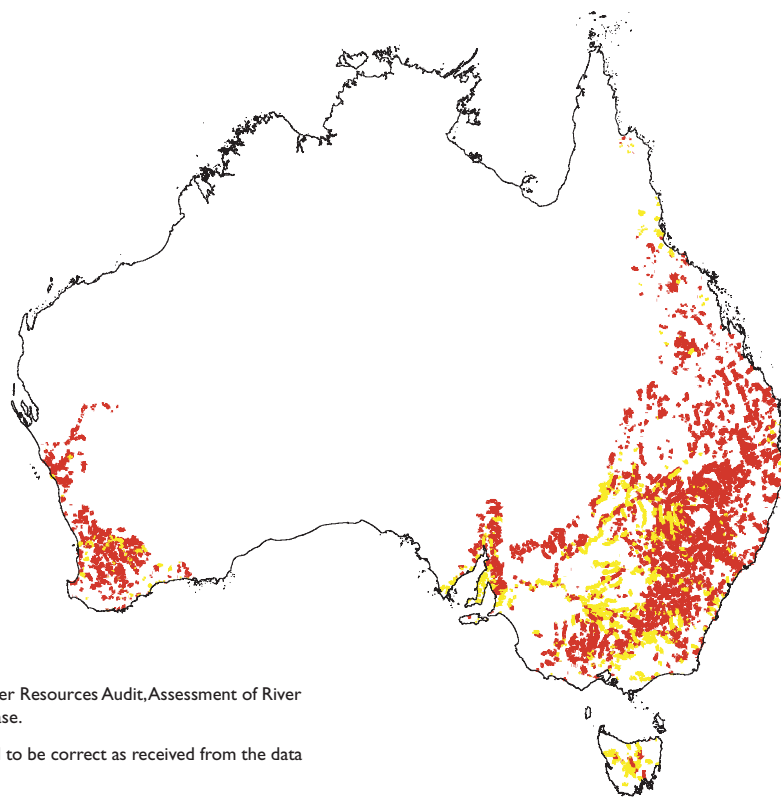 er Resources Audit, Assessment of River
ase.
l to be correct as received from the data